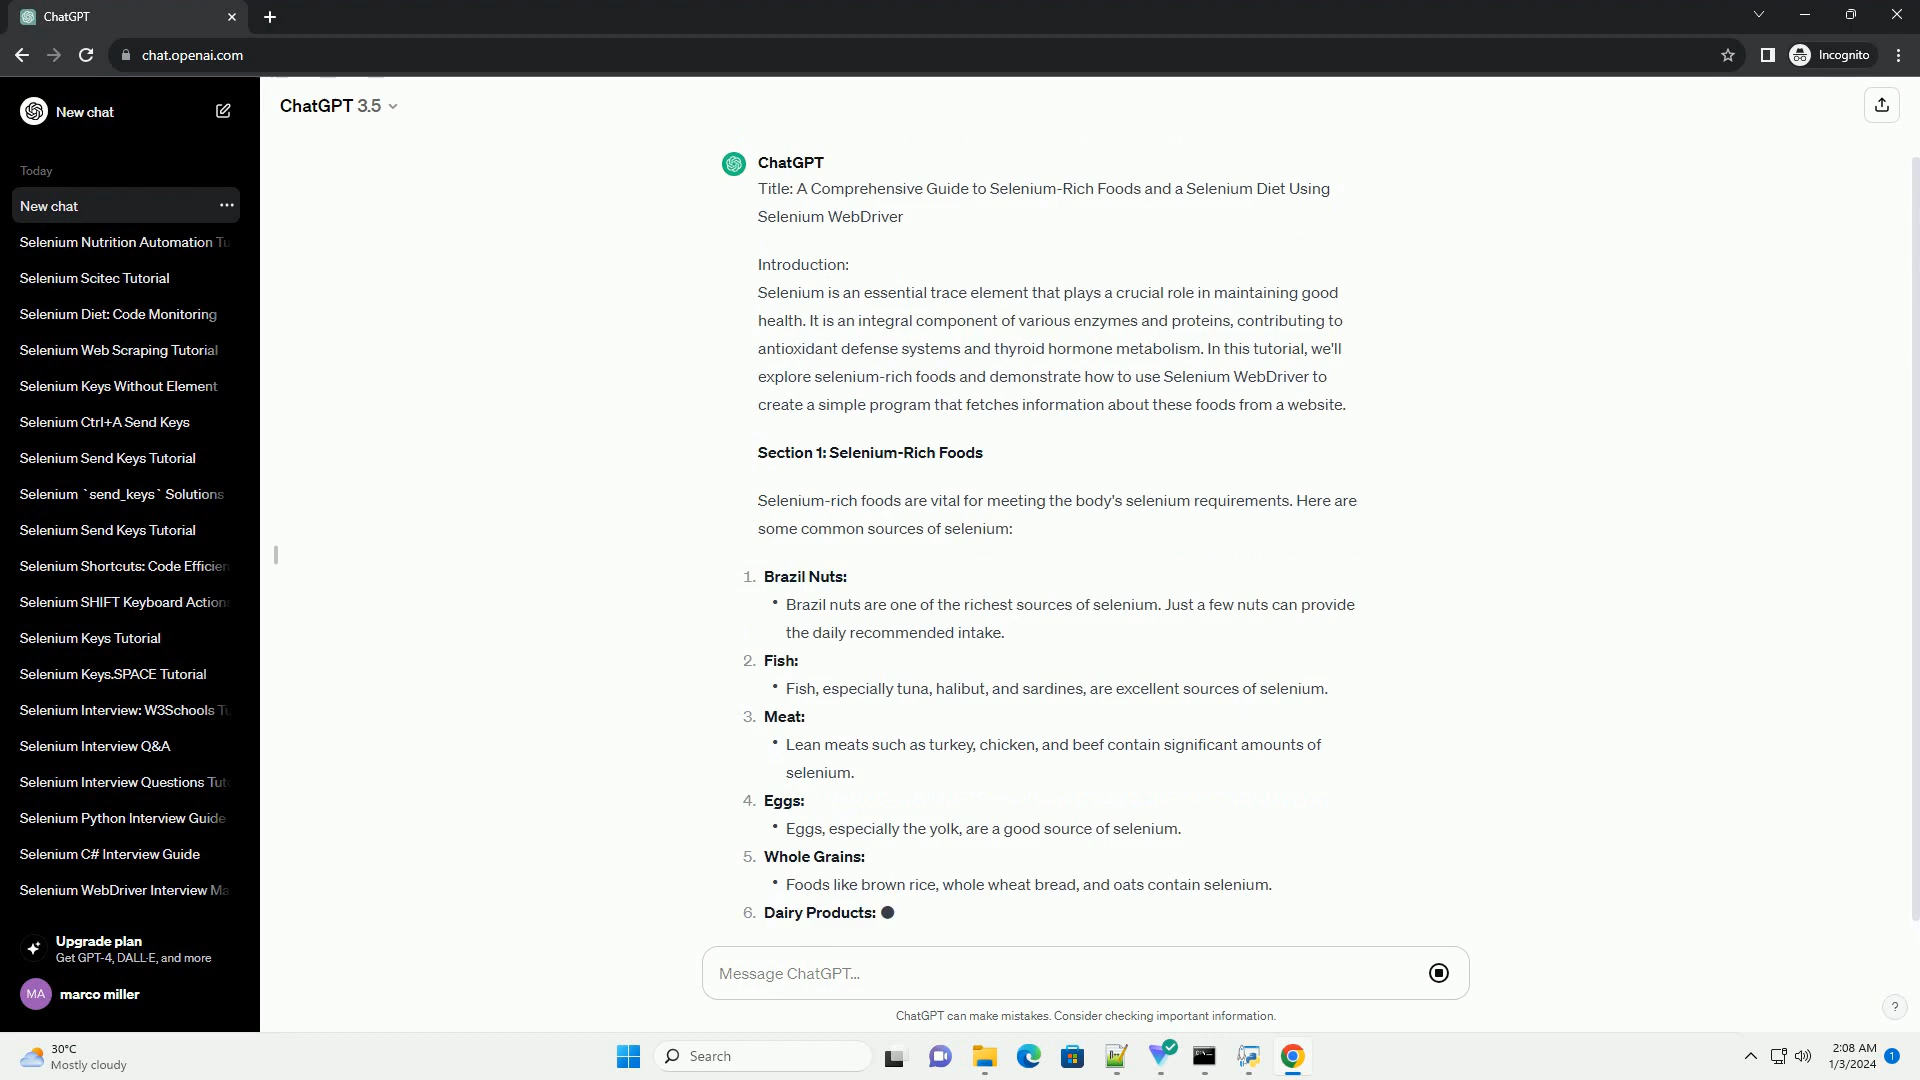 ChatGPT
chat.openai.com
Incognito
New chat
Today
New chat
Selenium Nutrition Automation Tu
Selenium Scitec Tutorial
Selenium Diet: Code Monitoring
Selenium Web Scraping Tutorial
Selenium Keys Without Element
Selenium Ctrl+A Send Keys
Selenium Send Keys Tutorial
Selenium `send_keys` Solutions
Selenium Send Keys Tutorial
Selenium Shortcuts: Code Efficien
Selenium SHIFT Keyboard Action
Selenium Keys Tutorial
Selenium Keys.SPACE Tutorial
Selenium Interview: W3Schools Tu
Selenium Interview Q&A
Selenium Interview Questions Tut
Selenium Python Interview Guide
Selenium C# Interview Guide
Selenium WebDriver Interview Ma
Upgrade plan
Get GPT-4, DALL·E, and more
MA
marco miller
ChatGPT 3.5
ChatGPT
Title: A Comprehensive Guide to Selenium-Rich Foods and a Selenium Diet Using
Selenium WebDriver
Introduction:
Selenium is an essential trace element that plays a crucial role in maintaining good
health. It is an integral component of various enzymes and proteins, contributing to
antioxidant defense systems and thyroid hormone metabolism. In this tutorial, we'll
explore selenium-rich foods and demonstrate how to use Selenium WebDriver to
create a simple program that fetches information about these foods from a website.
Section 1: Selenium-Rich Foods
Selenium-rich foods are vital for meeting the body's selenium requirements. Here are
some common sources of selenium:
1. Brazil Nuts:
• Brazil nuts are one of the richest sources of selenium. Just a few nuts can provide
the daily recommended intake.
2. Fish:
• Fish, especially tuna, halibut, and sardines, are excellent sources of selenium.
3. Meat:
• Lean meats such as turkey, chicken, and beef contain significant amounts of
selenium.
4. Eggs:
• Eggs, especially the yolk, are a good source of selenium.
5. Whole Grains:
• Foods like brown rice, whole wheat bread, and oats contain selenium.
6. Dairy Products:
Message ChatGPT...
ChatGPT can make mistakes. Consider checking important information.
?
30°C
Mostly cloudy
Search
2:08 AM
1/3/2024
1